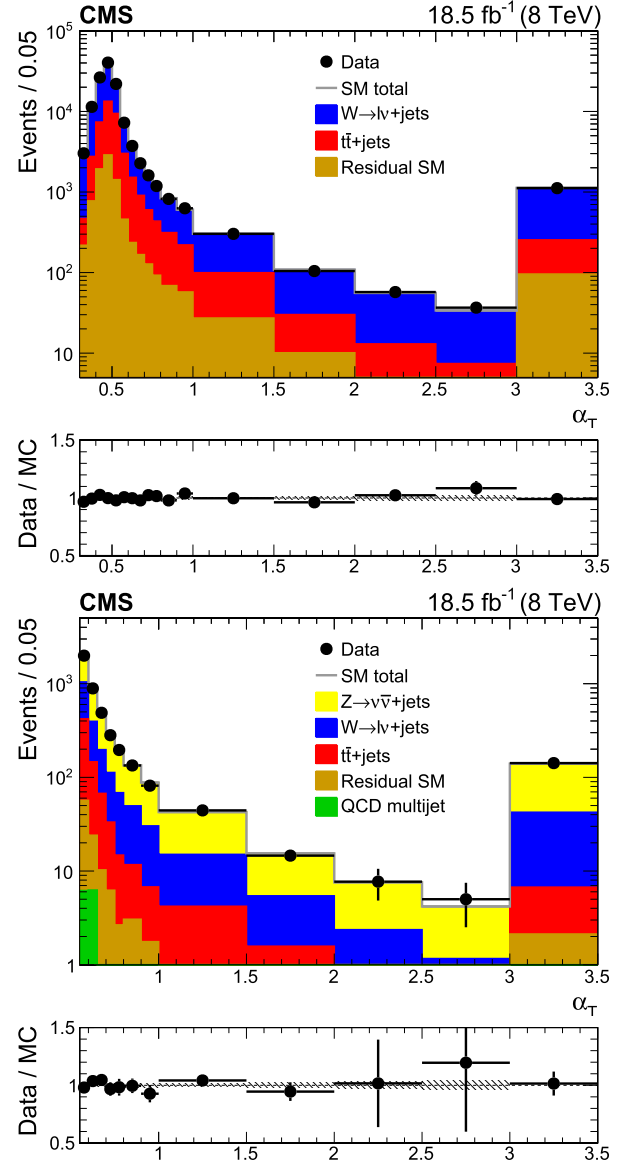 CMS 18.5 fb⁻¹ (8 TeV)
Events / 0.05
10⁵
10⁴
10³
10²
10
Data
SM total
W→lν+jets
tt̄+jets
Residual SM
0.5 1 1.5 2 2.5 3 3.5
α_T
Data / MC
1.5
1
0.5
0.5 1 1.5 2 2.5 3 3.5
CMS 18.5 fb⁻¹ (8 TeV)
Events / 0.05
10³
10²
10
1
Data
SM total
Z→νν̄+jets
W→lν+jets
tt̄+jets
Residual SM
QCD multijet
1 1.5 2 2.5 3 3.5
α_T
Data / MC
1.5
1
0.5
1 1.5 2 2.5 3 3.5